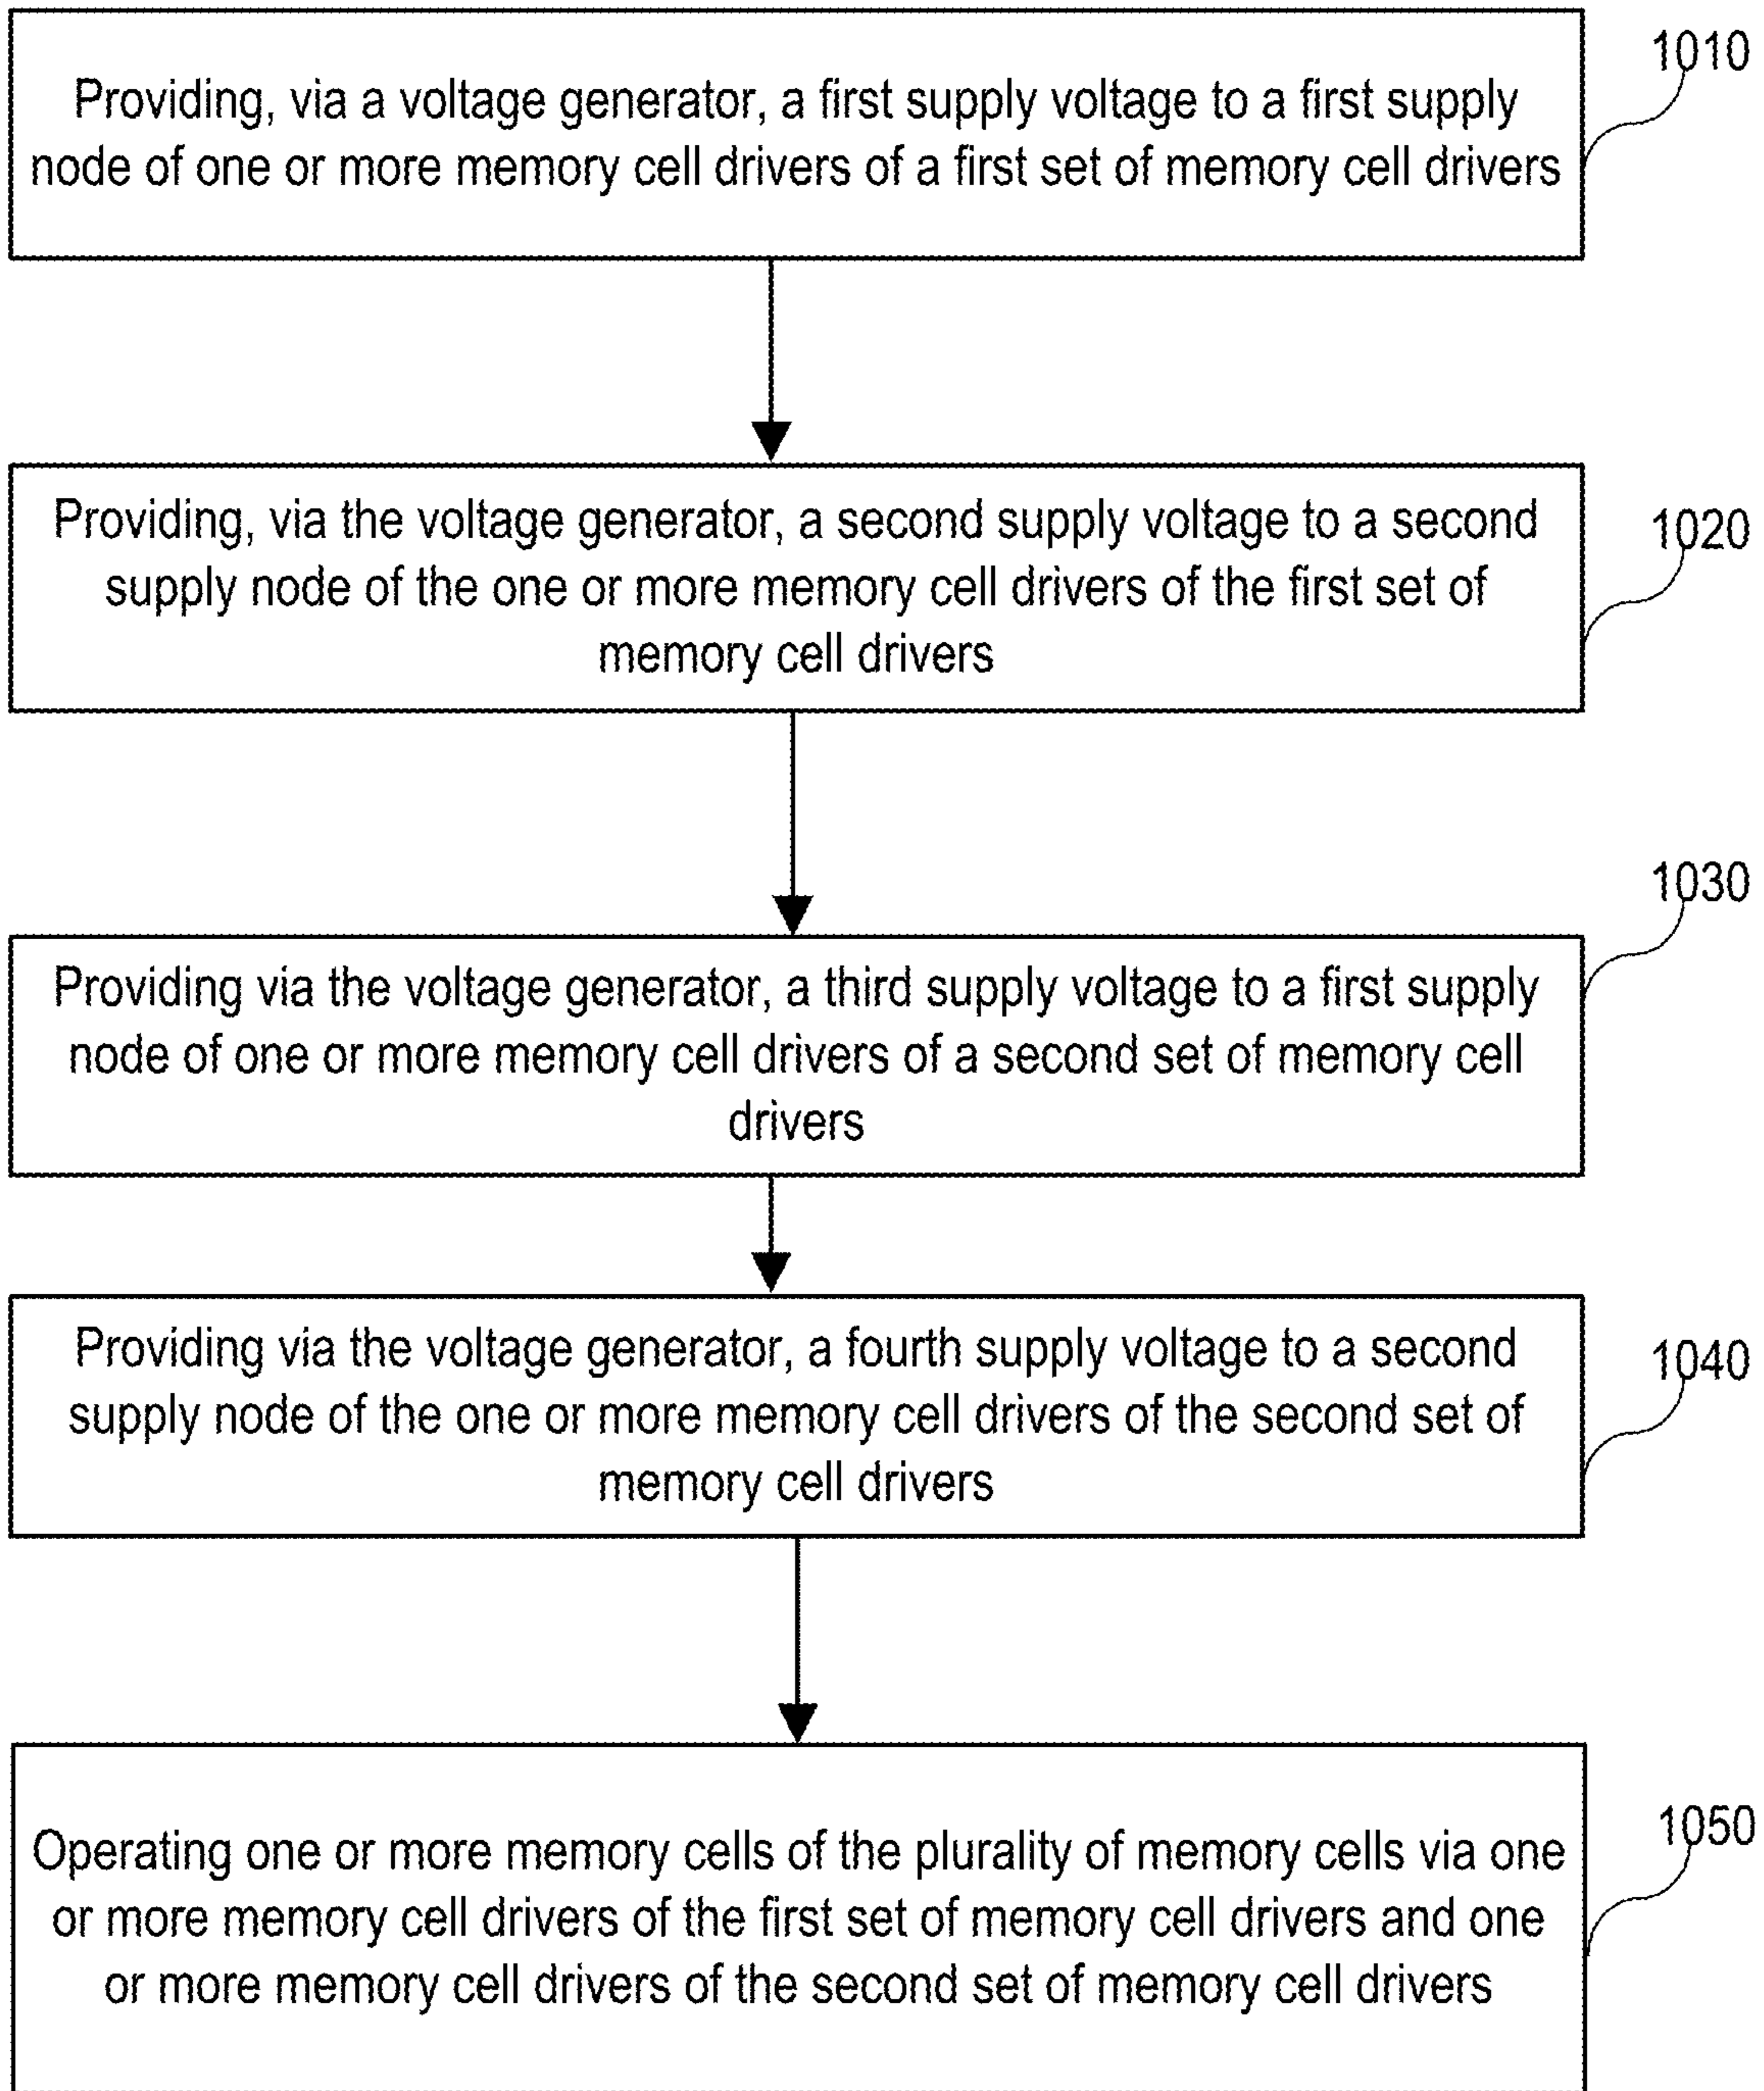 1010
Providing, via a voltage generator, a first supply voltage to a first supply
node of one or more memory cell drivers of a first set of memory cell drivers
Providing, via the voltage generator, a second supply voltage to a second
1020
supply node of the one or more memory cell drivers of the first set of
memory cell drivers
1030
Providing via the voltage generator, a third supply voltage to a first supply
node of one or more memory cell drivers of a second set of memory cell
drivers
Providing via the voltage generator, a fourth supply voltage to a second
1040
supply node of the one or more memory cell drivers of the second set of
memory cell drivers
1050
Operating one or more memory cells of the plurality of memory cells via one
or more memory cell drivers of the first set of memory cell drivers and one
or more memory cell drivers of the second set of memory cell drivers